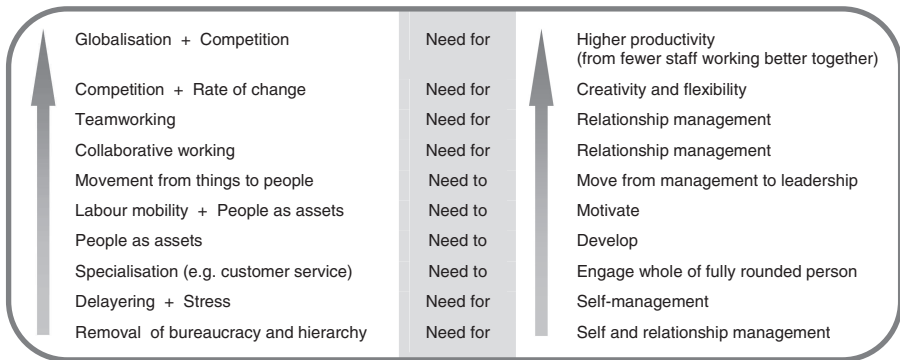 Globalisation + Competition Need for Higher productivity
(from fewer staff working better together)
Competition + Rate of change Need for Creativity and flexibility
Teamworking Need for Relationship management
Collaborative working Need for Relationship management
Movement from things to people Need to Move from management to leadership
Labour mobility + People as assets Need to Motivate
People as assets Need to Develop
Specialisation (e.g. customer service) Need to Engage whole of fully rounded person
Delayering + Stress Need for Self-management
Removal of bureaucracy and hierarchy Need for Self and relationship management